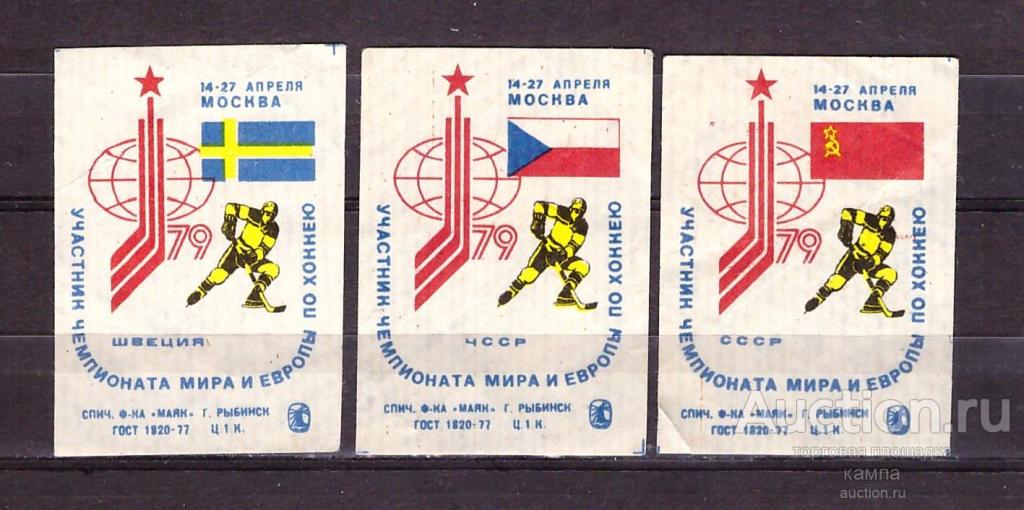 14-27 АПРЕЛЯ
МОСКВА
79
УЧАСТНИК ЧЕМПИОНАТА МИРА И ЕВРОПЫ ПО ХОККЕЮ
ШВЕЦИЯ
СПИЧ. Ф-КА «МАЯК» Г. РЫБИНСК
ГОСТ 1820-77 Ц.1 К.
14-27 АПРЕЛЯ
МОСКВА
79
УЧАСТНИК ЧЕМПИОНАТА МИРА И ЕВРОПЫ ПО ХОККЕЮ
ЧССР
СПИЧ. Ф-КА «МАЯК» Г. РЫБИНСК
ГОСТ 1820-77 Ц.1 К.
14-27 АПРЕЛЯ
МОСКВА
79
УЧАСТНИК ЧЕМПИОНАТА МИРА И ЕВРОПЫ ПО ХОККЕЮ
СССР
СПИЧ. Ф-КА «МАЯК» Г. РЫБИНСК
ГОСТ 1820-77 Ц.1 К.
Auction.ru
торговая площадка
кампа
auction.ru